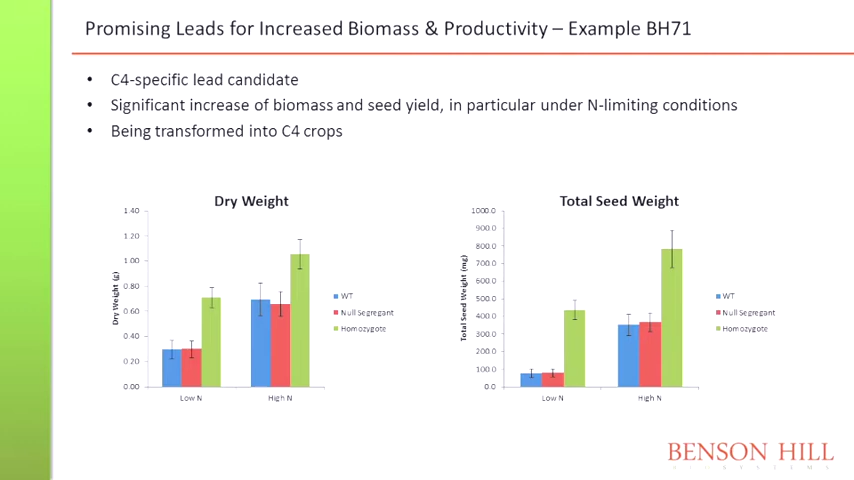 Promising Leads for Increased Biomass & Productivity – Example BH71
• C4-specific lead candidate
• Significant increase of biomass and seed yield, in particular under N-limiting conditions
• Being transformed into C4 crops
Dry Weight
1.40
1.20
1.00
0.80
0.60
0.40
0.20
0.00
Dry Weight (g)
Low N
High N
WT
Null Segregant
Homozygote
Total Seed Weight
1000.0
900.0
800.0
700.0
600.0
500.0
400.0
300.0
200.0
100.0
0.0
Total Seed Weight (mg)
Low N
High N
WT
Null Segregant
Homozygote
BENSON HILL